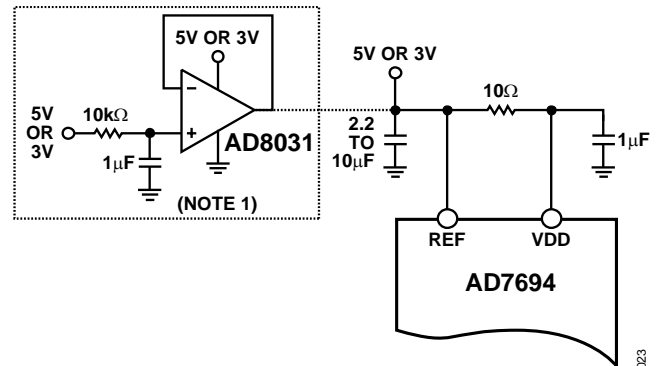 5V OR 3V
5V
OR
3V
10kΩ
1µF
−
+
AD8031
(NOTE 1)
5V OR 3V
2.2
TO
10µF
10Ω
1µF
REF
VDD
AD7694
023